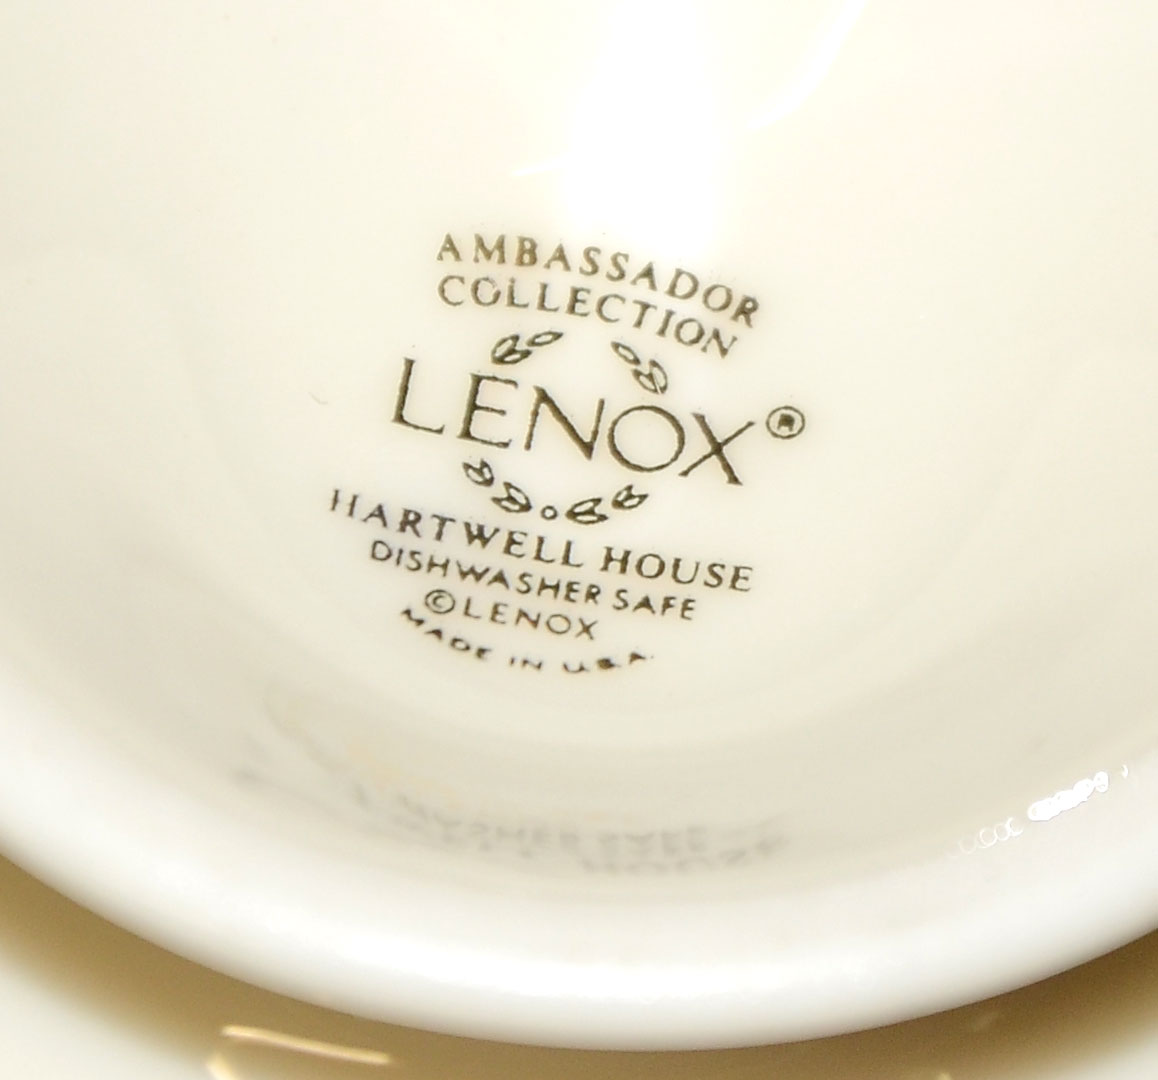 AMBASSADOR
COLLECTION
LENOX®
HARTWELL HOUSE
DISHWASHER SAFE
©LENOX
MADE IN U.S.A.